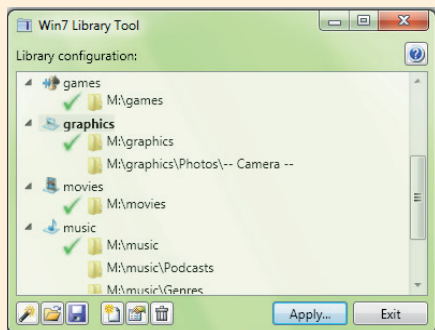 Win7 Library Tool
Library configuration:
games
M:\games
graphics
M:\graphics
M:\graphics\Photos\-- Camera --
movies
M:\movies
music
M:\music
M:\music\Podcasts
M:\music\Genres
Apply... Exit